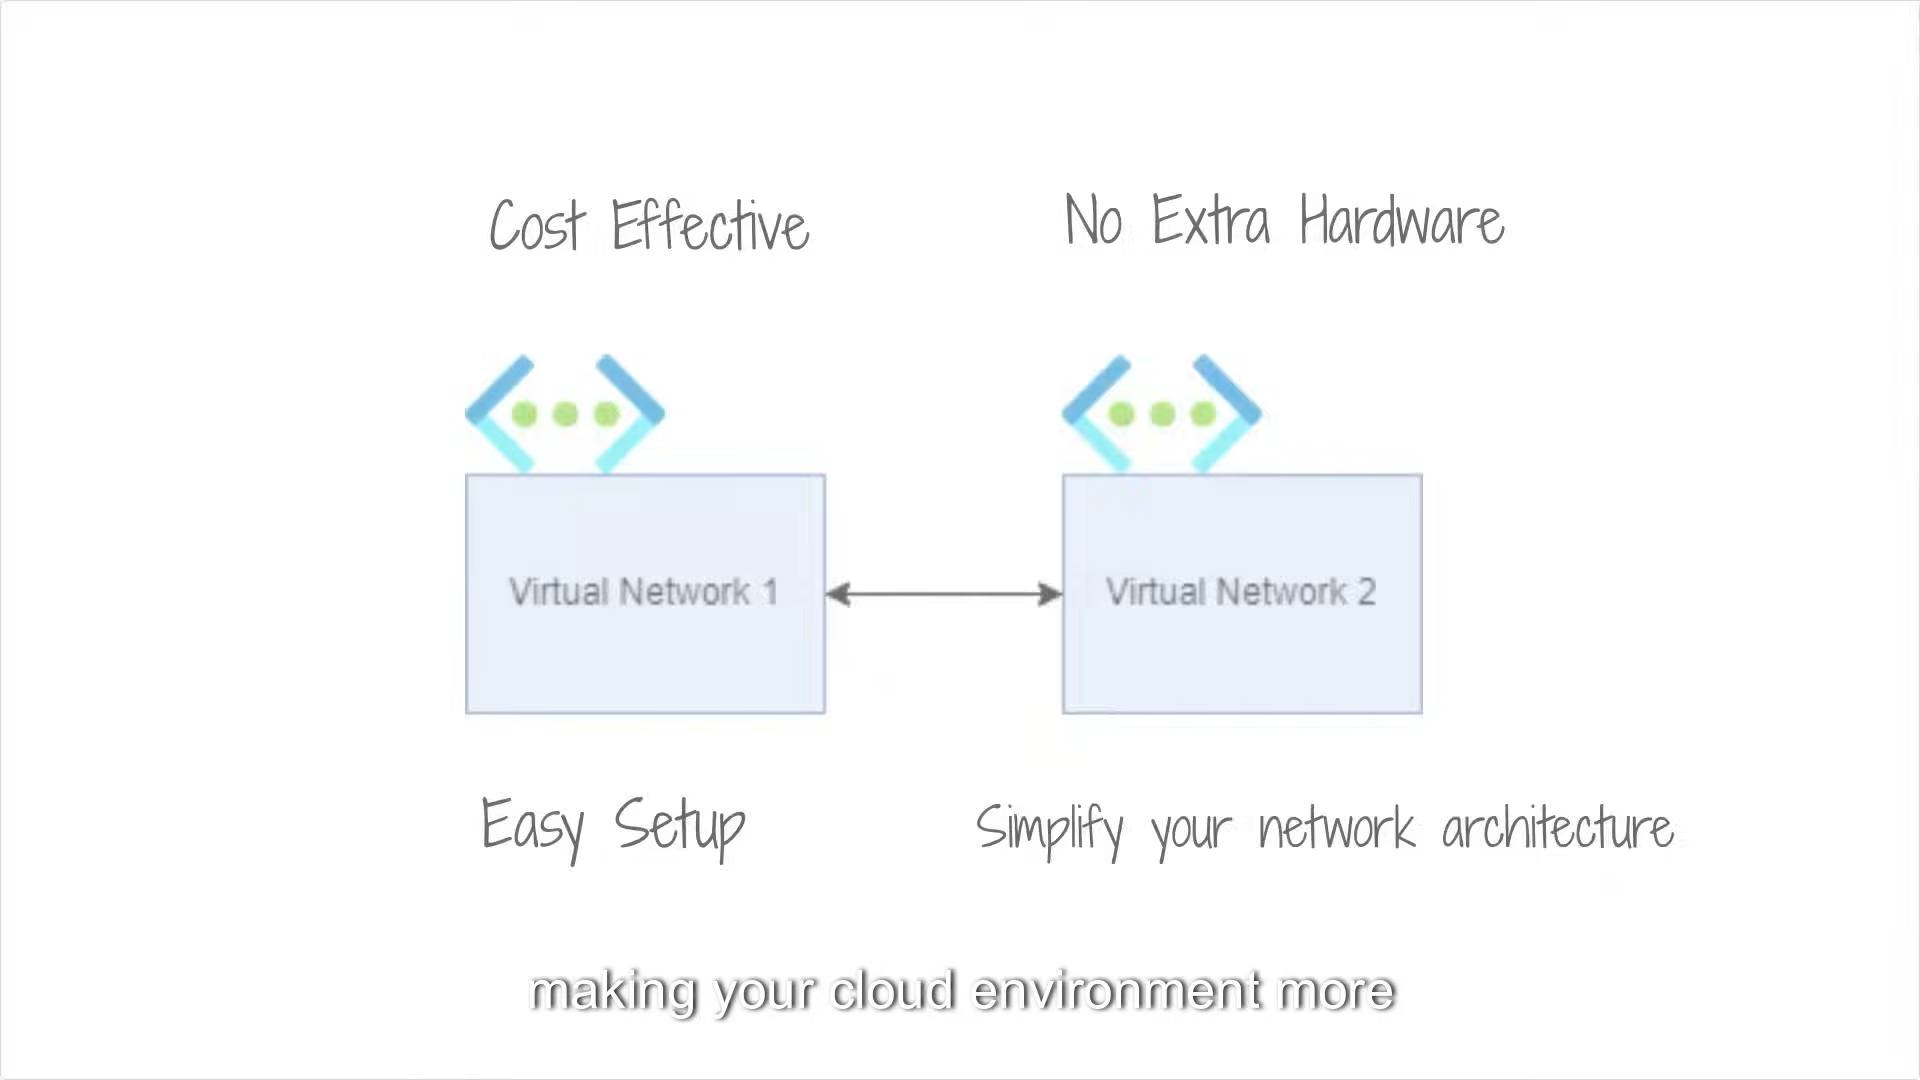 Cost Effective
No Extra Hardware
Virtual Network 1
Virtual Network 2
Easy Setup
Simplify your network architecture
making your cloud environment more